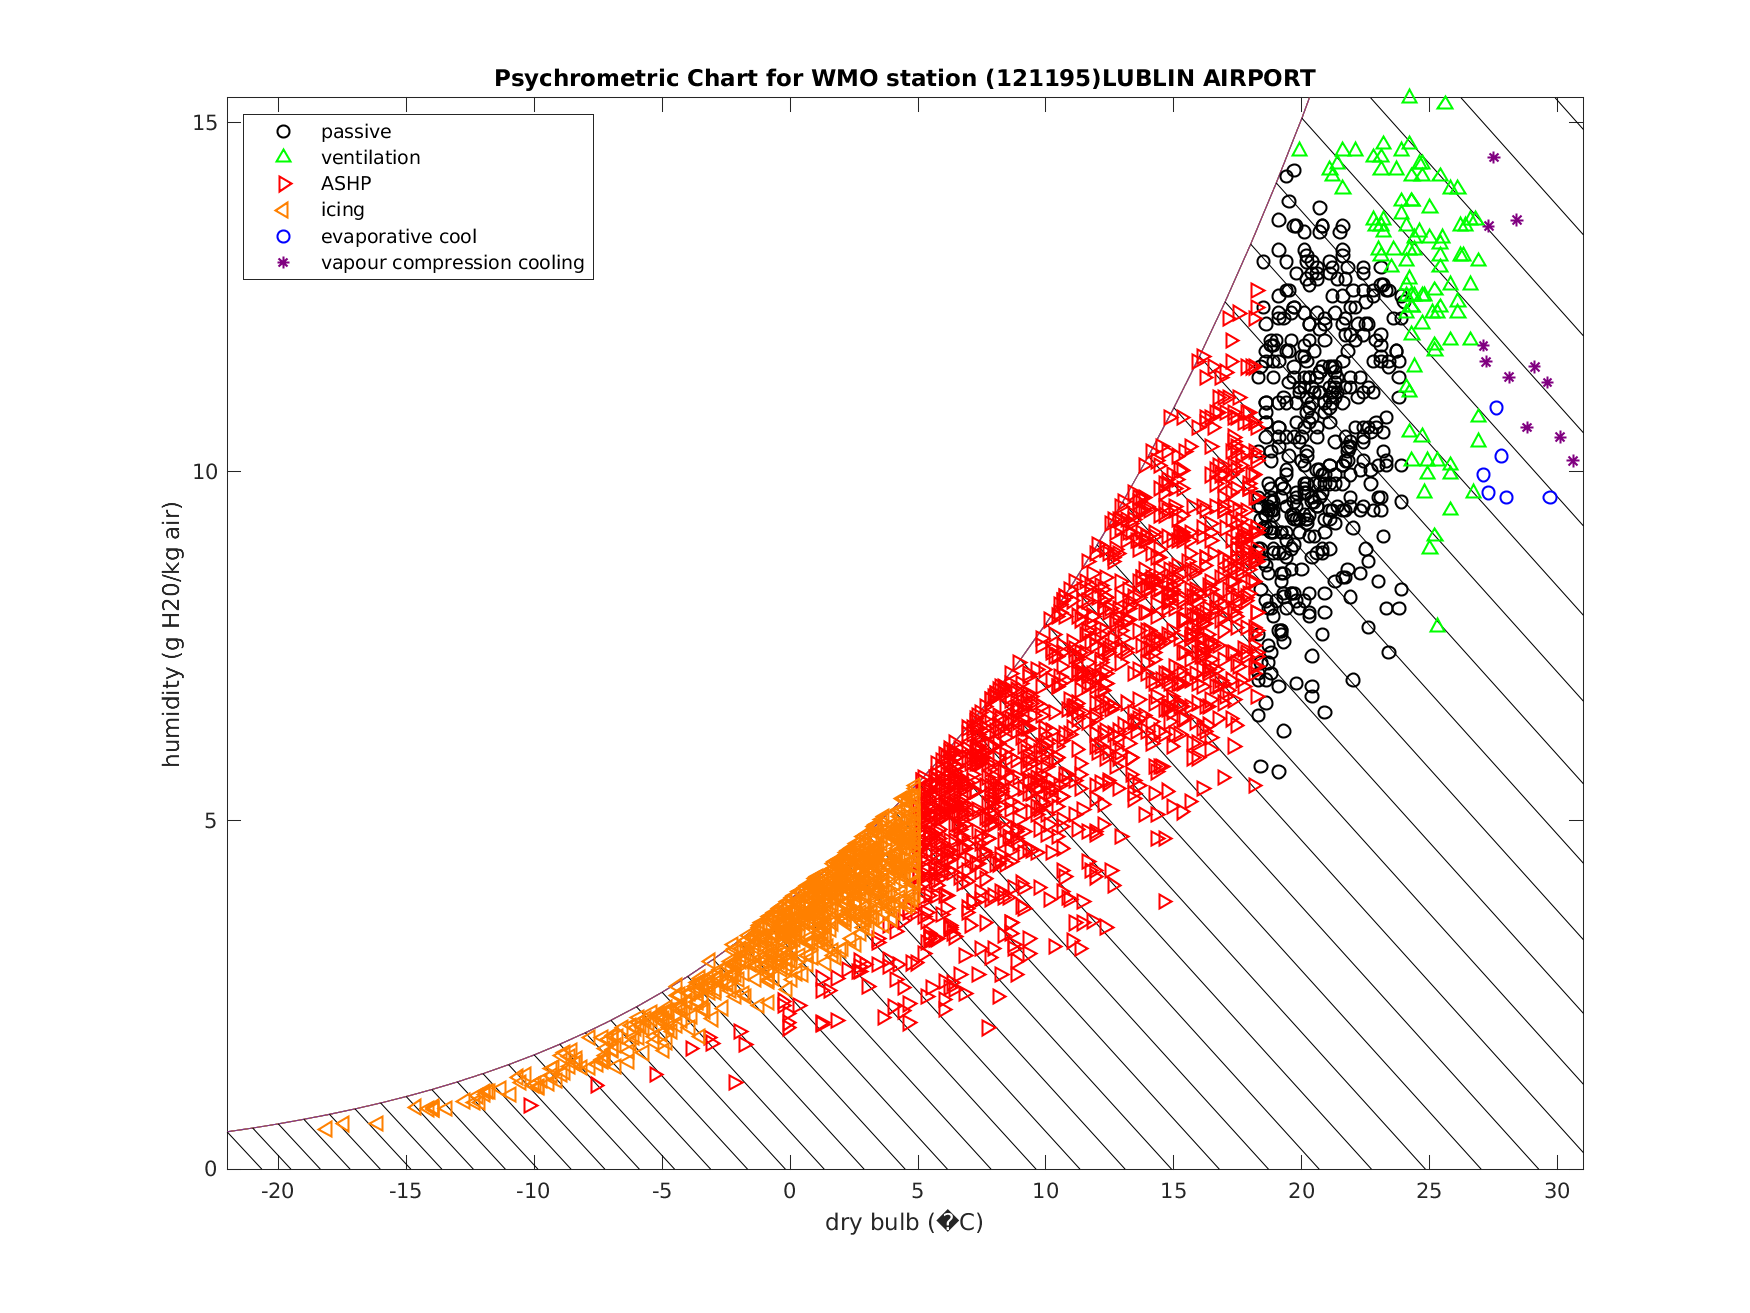 Psychrometric Chart for WMO station (121195)LUBLIN AIRPORT
passive
ventilation
ASHP
icing
evaporative cool
vapour compression cooling
humidity (g H20/kg air)
15
10
5
0
-20 -15 -10 -5 0 5 10 15 20 25 30
dry bulb (�C)